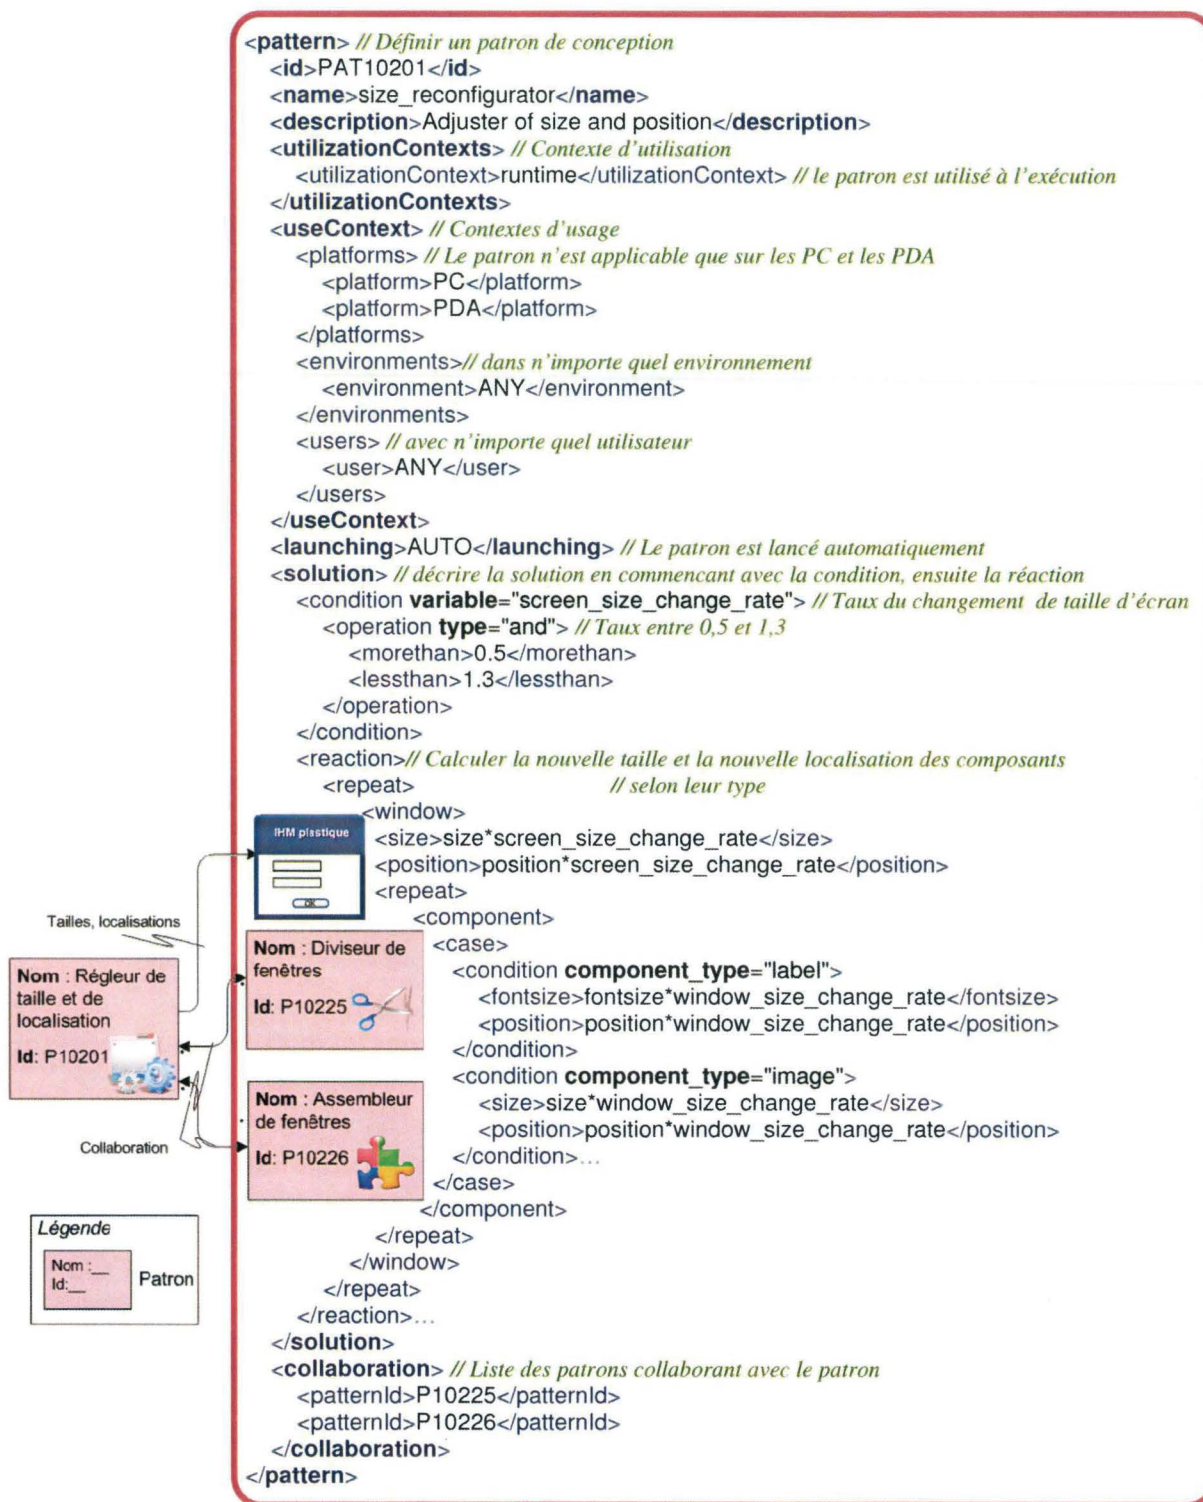 <pattern> // Définir un patron de conception
<id>PAT10201</id>
<name>size_reconfigurator</name>
<description>Adjuster of size and position</description>
<utilizationContexts> // Contexte d'utilisation
<utilizationContext>runtime</utilizationContext> // le patron est utilisé à l'exécution
</utilizationContexts>
<useContext> // Contextes d'usage
<platforms> // Le patron n'est applicable que sur les PC et les PDA
<platform>PC</platform>
<platform>PDA</platform>
</platforms>
<environments>// dans n'importe quel environnement
<environment>ANY</environment>
</environments>
<users> // avec n'importe quel utilisateur
<user>ANY</user>
</users>
</useContext>
<launching>AUTO</launching> // Le patron est lancé automatiquement
<solution> // décrire la solution en commencant avec la condition, ensuite la réaction
<condition variable="screen_size_change_rate"> // Taux du changement de taille d'écran
<operation type="and"> // Taux entre 0,5 et 1,3
<morethan>0.5</morethan>
<lessthan>1.3</lessthan>
</operation>
</condition>
<reaction>// Calculer la nouvelle taille et la nouvelle localisation des composants
<repeat> // selon leur type
<window>
<size>size*screen_size_change_rate</size>
<position>position*screen_size_change_rate</position>
<repeat>
<component>
<case>
<condition component_type="label">
<fontsize>fontsize*window_size_change_rate</fontsize>
<position>position*window_size_change_rate</position>
</condition>
<condition component_type="image">
<size>size*window_size_change_rate</size>
<position>position*window_size_change_rate</position>
</condition>...
</case>
</component>
</repeat>
</window>
</repeat>
</reaction>...
</solution>
<collaboration> // Liste des patrons collaborant avec le patron
<patternId>P10225</patternId>
<patternId>P10226</patternId>
</collaboration>
</pattern>
IHM plastique
OK
Tailles, localisations
Nom : Régleur de
taille et de
localisation
Id: P10201
Nom : Diviseur de
fenêtres
Id: P10225
Nom : Assembleur
de fenêtres
Id: P10226
Collaboration
Légende
Nom :__
Id:__
Patron